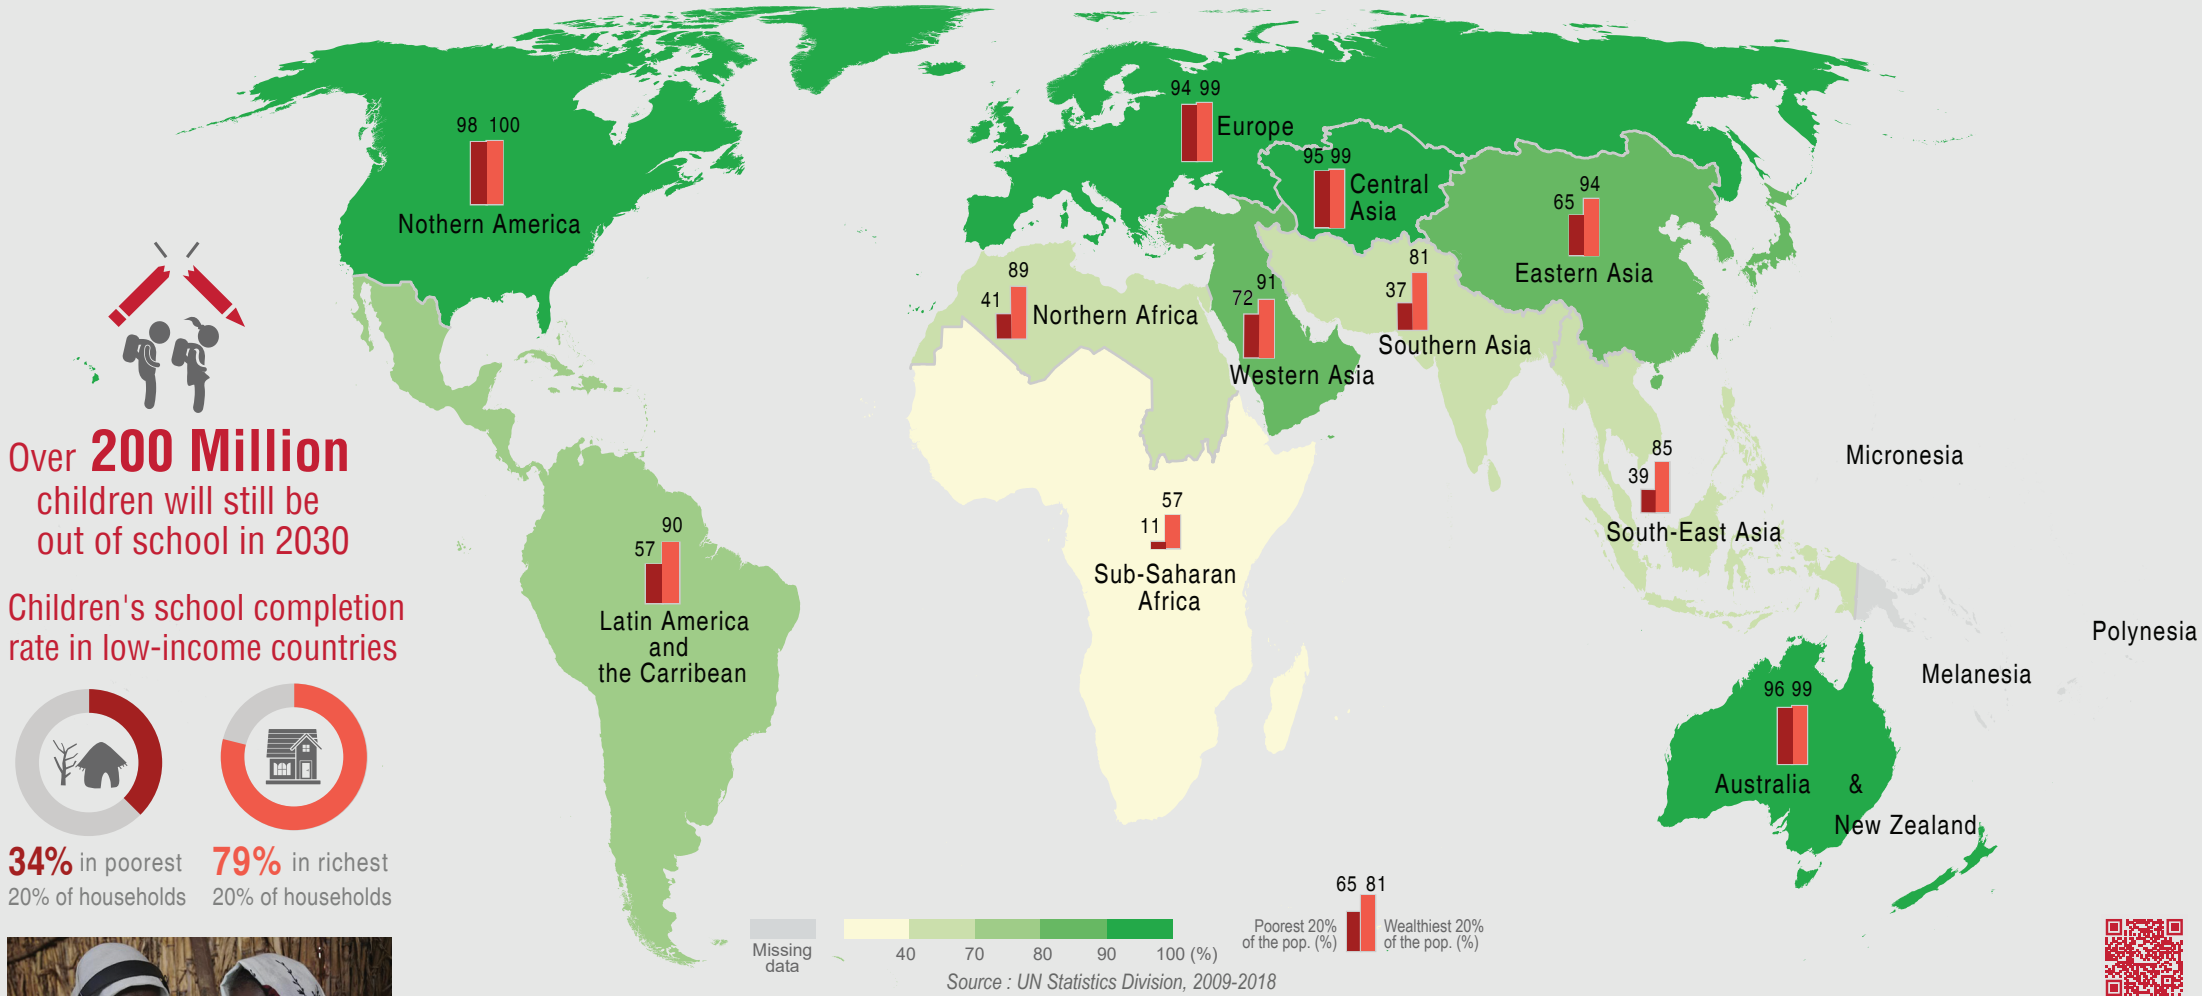 Over 200 Million
children will still be
out of school in 2030
Children's school completion
rate in low-income countries
34% in poorest
20% of households
79% in richest
20% of households
98 100
Nothern America
94 99
Europe
95 99
Central
Asia
65 94
Eastern Asia
41 89
Northern Africa
72 91
Western Asia
37 81
Southern Asia
39 85
South-East Asia
Micronesia
57 90
Latin America
and
the Carribean
11 57
Sub-Saharan
Africa
Polynesia
Melanesia
96 99
Australia &
New Zealand
Missing
data
40 70 80 90 100 (%)
65 81
Poorest 20%
of the pop. (%)
Wealthiest 20%
of the pop. (%)
Source : UN Statistics Division, 2009-2018